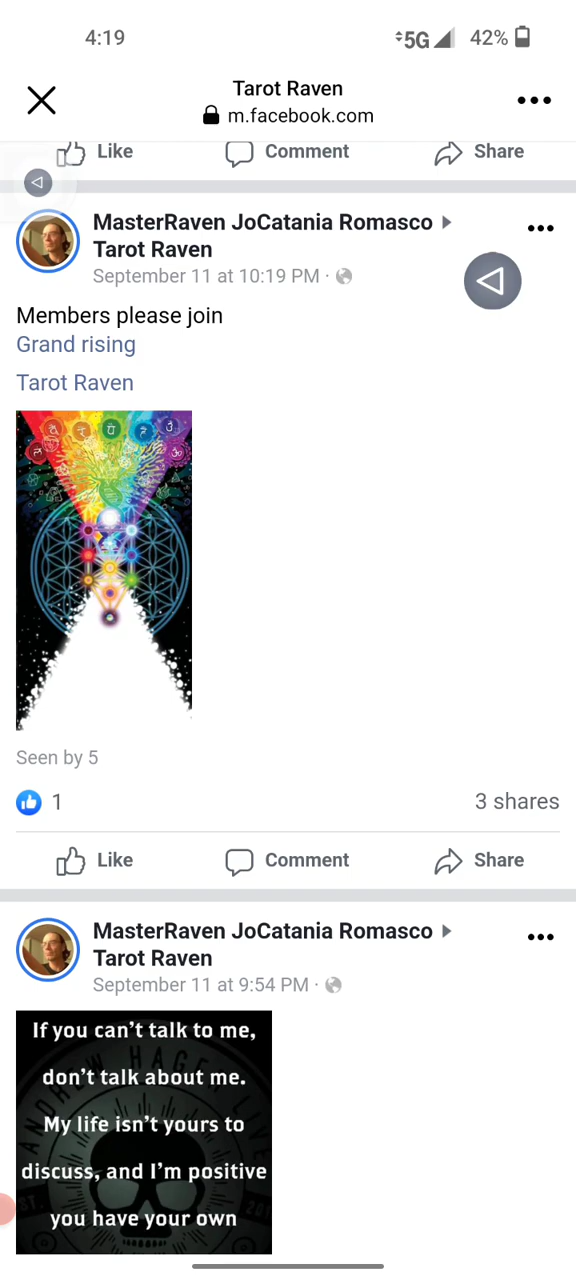 4:19
5G
42%
Tarot Raven
m.facebook.com
Like
Comment
Share
MasterRaven JoCatania Romasco
Tarot Raven
September 11 at 10:19 PM ·
Members please join
Grand rising
Tarot Raven
Seen by 5
1
3 shares
Like
Comment
Share
MasterRaven JoCatania Romasco
Tarot Raven
September 11 at 9:54 PM ·
If you can’t talk to me,
don’t talk about me.
My life isn’t yours to
discuss, and I’m positive
you have your own